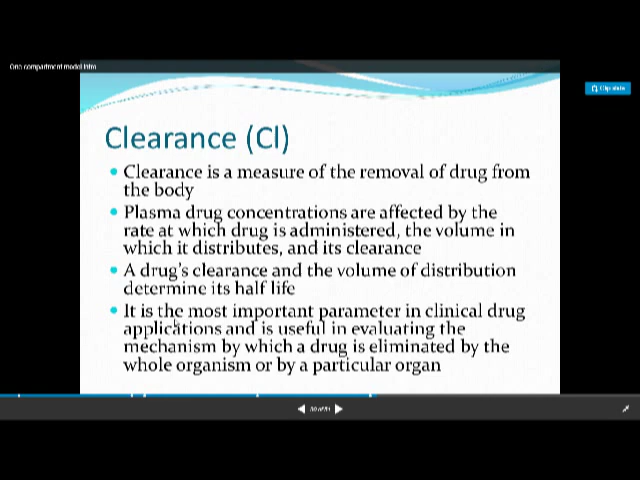 One compartment model intro
Clip slide
Clearance (Cl)
Clearance is a measure of the removal of drug from
the body
Plasma drug concentrations are affected by the
rate at which drug is administered, the volume in
which it distributes, and its clearance
A drug's clearance and the volume of distribution
determine its half life
It is the most important parameter in clinical drug
applications and is useful in evaluating the
mechanism by which a drug is eliminated by the
whole organism or by a particular organ